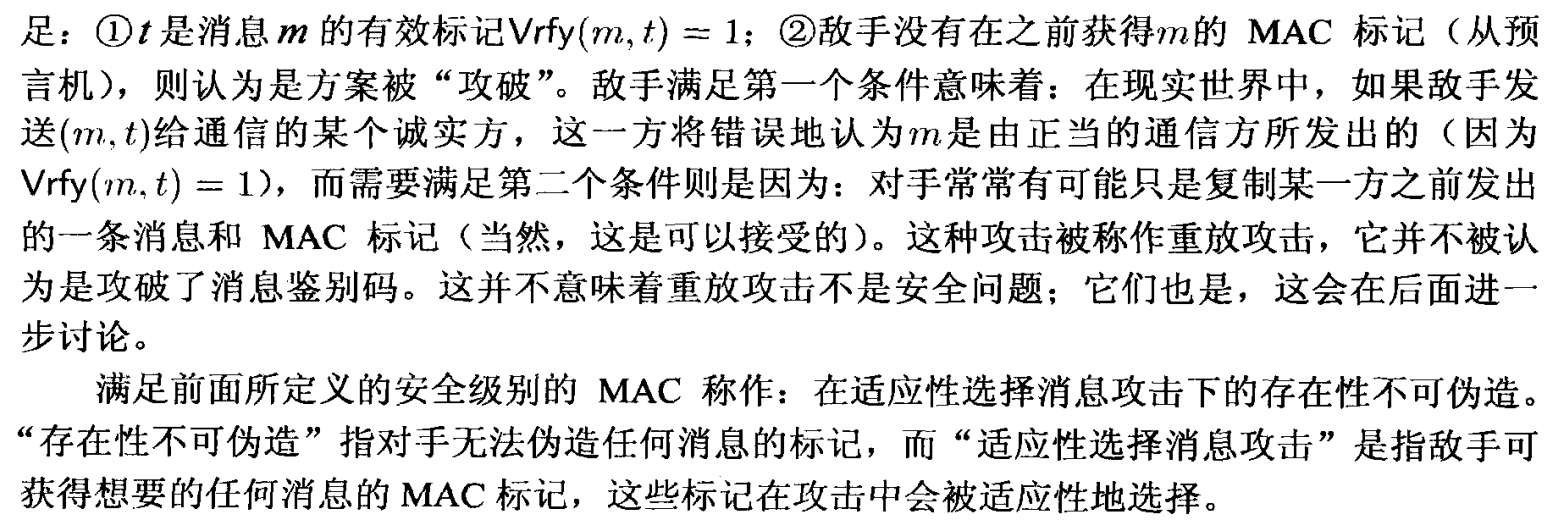 足：①t是消息m的有效标记Vrfy(m, t) = 1；②敌手没有在之前获得m的 MAC 标记（从预
言机），则认为是方案被“攻破”。敌手满足第一个条件意味着：在现实世界中，如果敌手发
送(m, t)给通信的某个诚实方，这一方将错误地认为m是由正当的通信方所发出的（因为
Vrfy(m, t) = 1），而需要满足第二个条件则是因为：对手常常有可能只是复制某一方之前发出
的一条消息和 MAC 标记（当然，这是可以接受的）。这种攻击被称作重放攻击，它并不被认
为是攻破了消息鉴别码。这并不意味着重放攻击不是安全问题；它们也是，这会在后面进一
步讨论。
满足前面所定义的安全级别的 MAC 称作：在适应性选择消息攻击下的存在性不可伪造。
“存在性不可伪造”指对手无法伪造任何消息的标记，而“适应性选择消息攻击”是指敌手可
获得想要的任何消息的 MAC 标记，这些标记在攻击中会被适应性地选择。